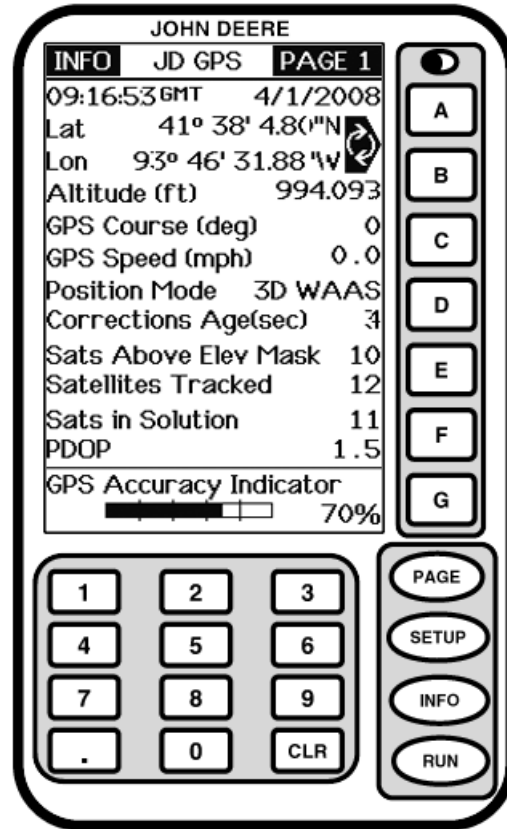 JOHN DEERE
INFO JD GPS PAGE 1
09:16:53 GMT 4/1/2008
Lat 41º 38' 4.80"N
Lon 93º 46' 31.88 "W
Altitude (ft) 994.093
GPS Course (deg) 0
GPS Speed (mph) 0.0
Position Mode 3D WAAS
Corrections Age(sec)
Sats Above Elev Mask 10
Satellites Tracked 12
Sats in Solution 11
PDOP 1.5
GPS Accuracy Indicator
70%
A
B
C
D
E
F
G
1 2 3
4 5 6
7 8 9
. 0 CLR
PAGE
SETUP
INFO
RUN